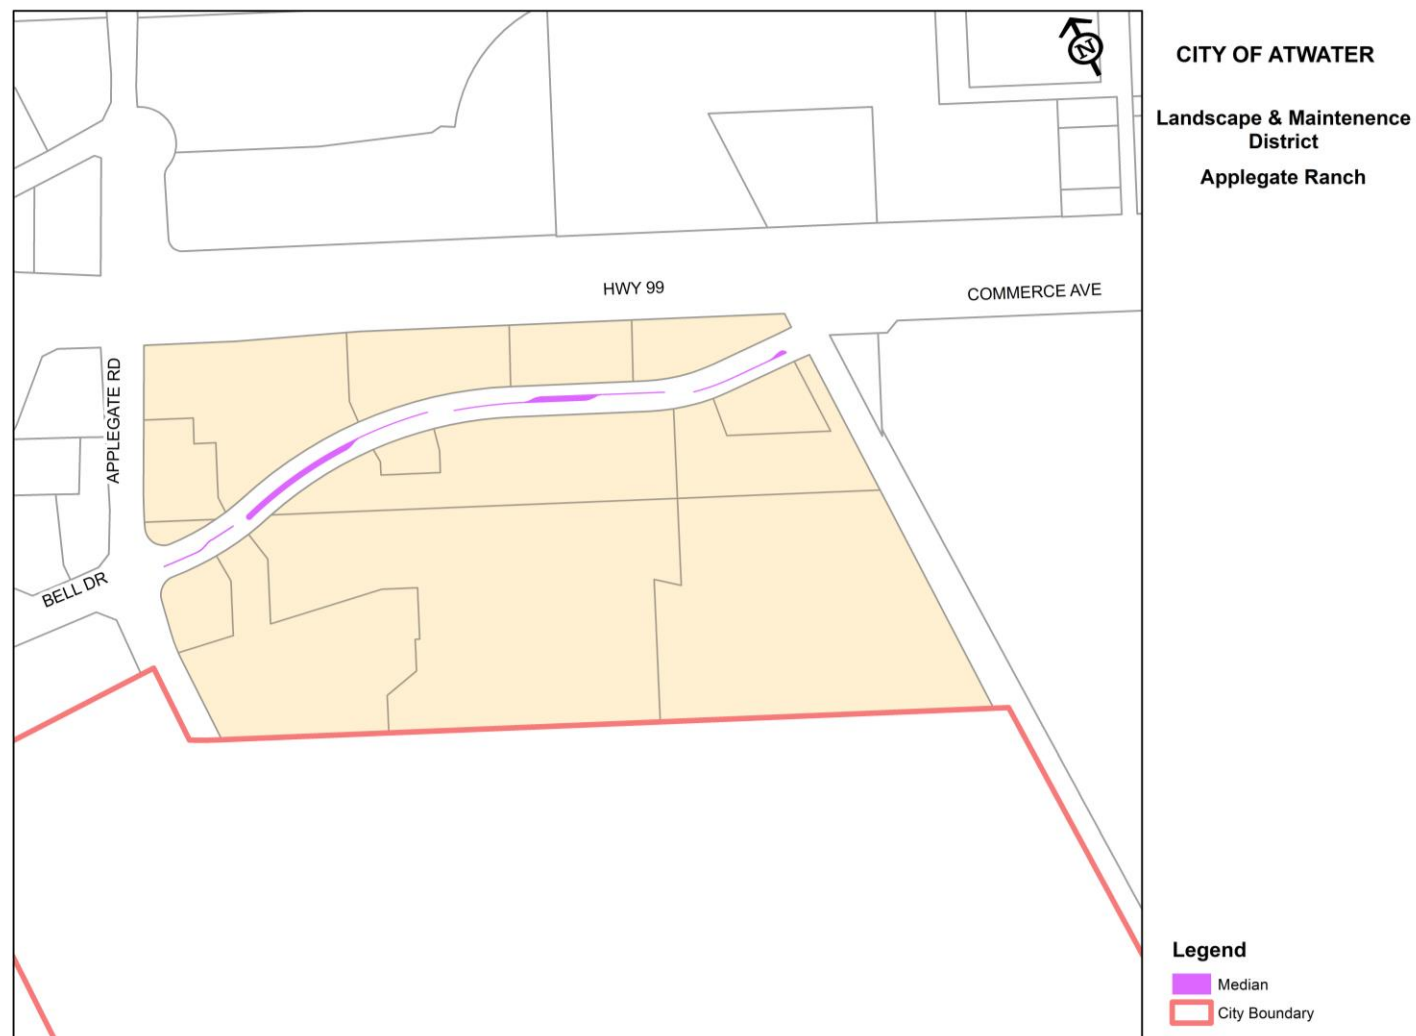 N
CITY OF ATWATER
Landscape & Maintenence
District
Applegate Ranch
HWY 99
COMMERCE AVE
APPLEGATE RD
BELL DR
Legend
Median
City Boundary